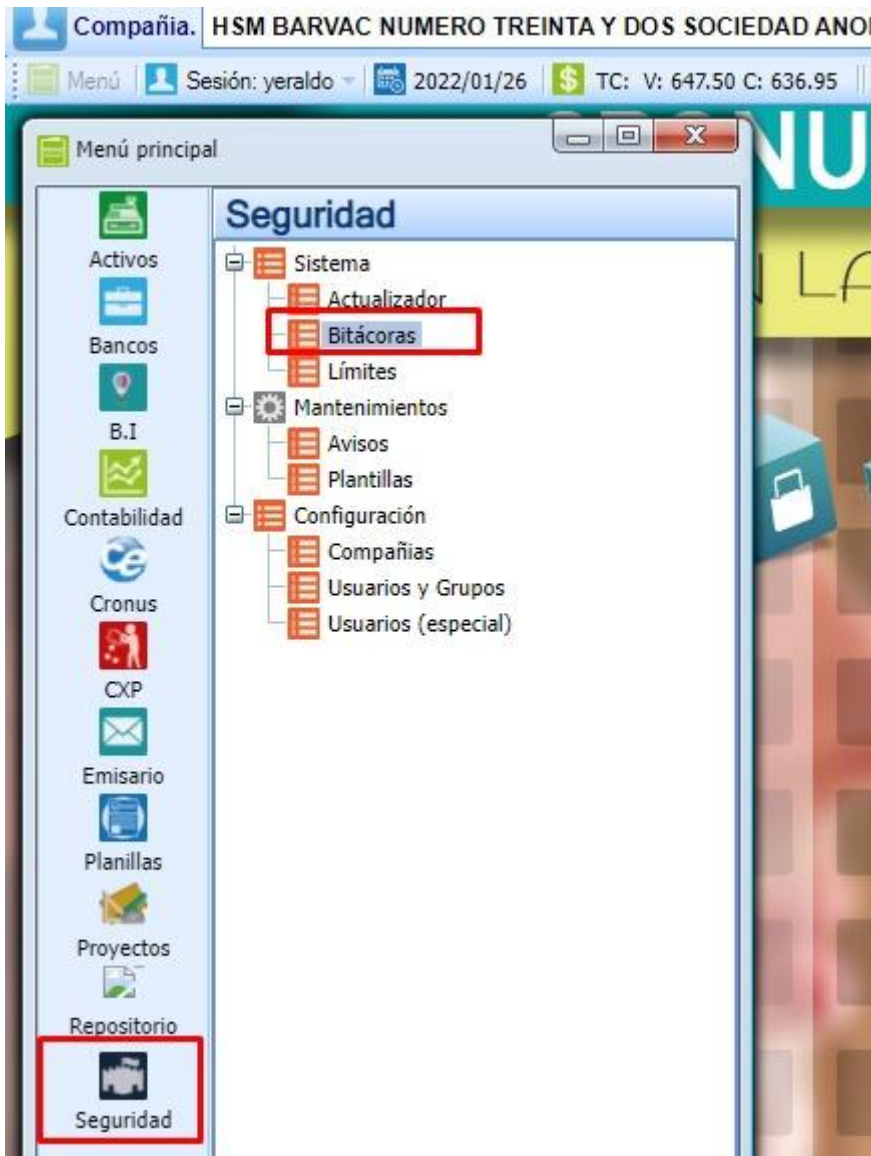 Compañia. HSM BARVAC NUMERO TREINTA Y DOS SOCIEDAD
Menú Sesión: yeraldo 2022/01/26 TC: V: 647.50 C: 636.95
NU
Menú principal
Seguridad
Activos
Bancos
B.I
Contabilidad
Cronus
CXP
Emisario
Planillas
Proyectos
Repositorio
Seguridad
Sistema
Actualizador
Bitácoras
Límites
Mantenimientos
Avisos
Plantillas
Configuración
Compañias
Usuarios y Grupos
Usuarios (especial)
LA